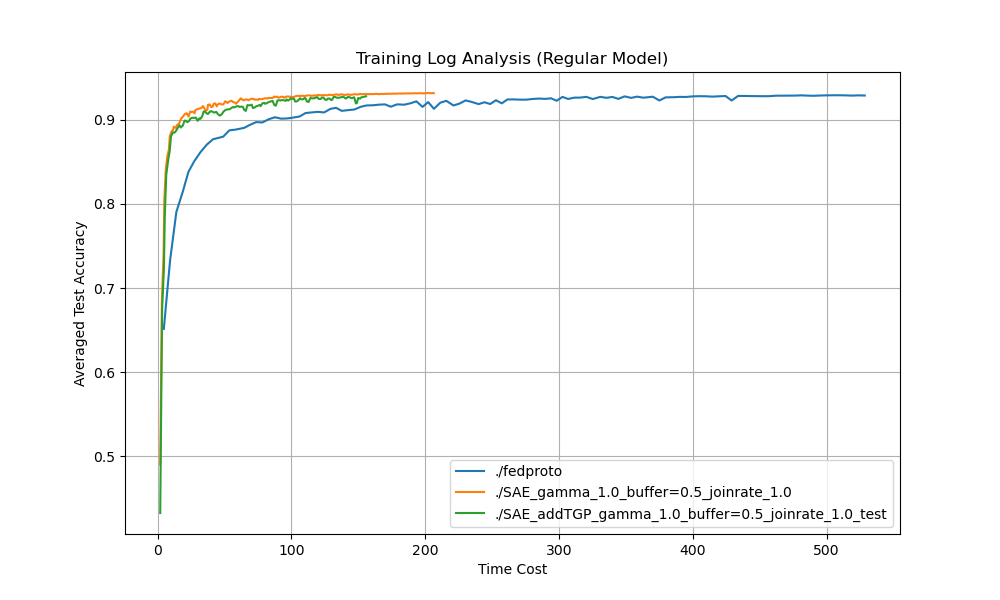 Training Log Analysis (Regular Model)
Averaged Test Accuracy
0.9
0.8
0.7
0.6
0.5
0
100
200
300
400
500
Time Cost
./fedproto
./SAE_gamma_1.0_buffer=0.5_joinrate_1.0
./SAE_addTGP_gamma_1.0_buffer=0.5_joinrate_1.0_test